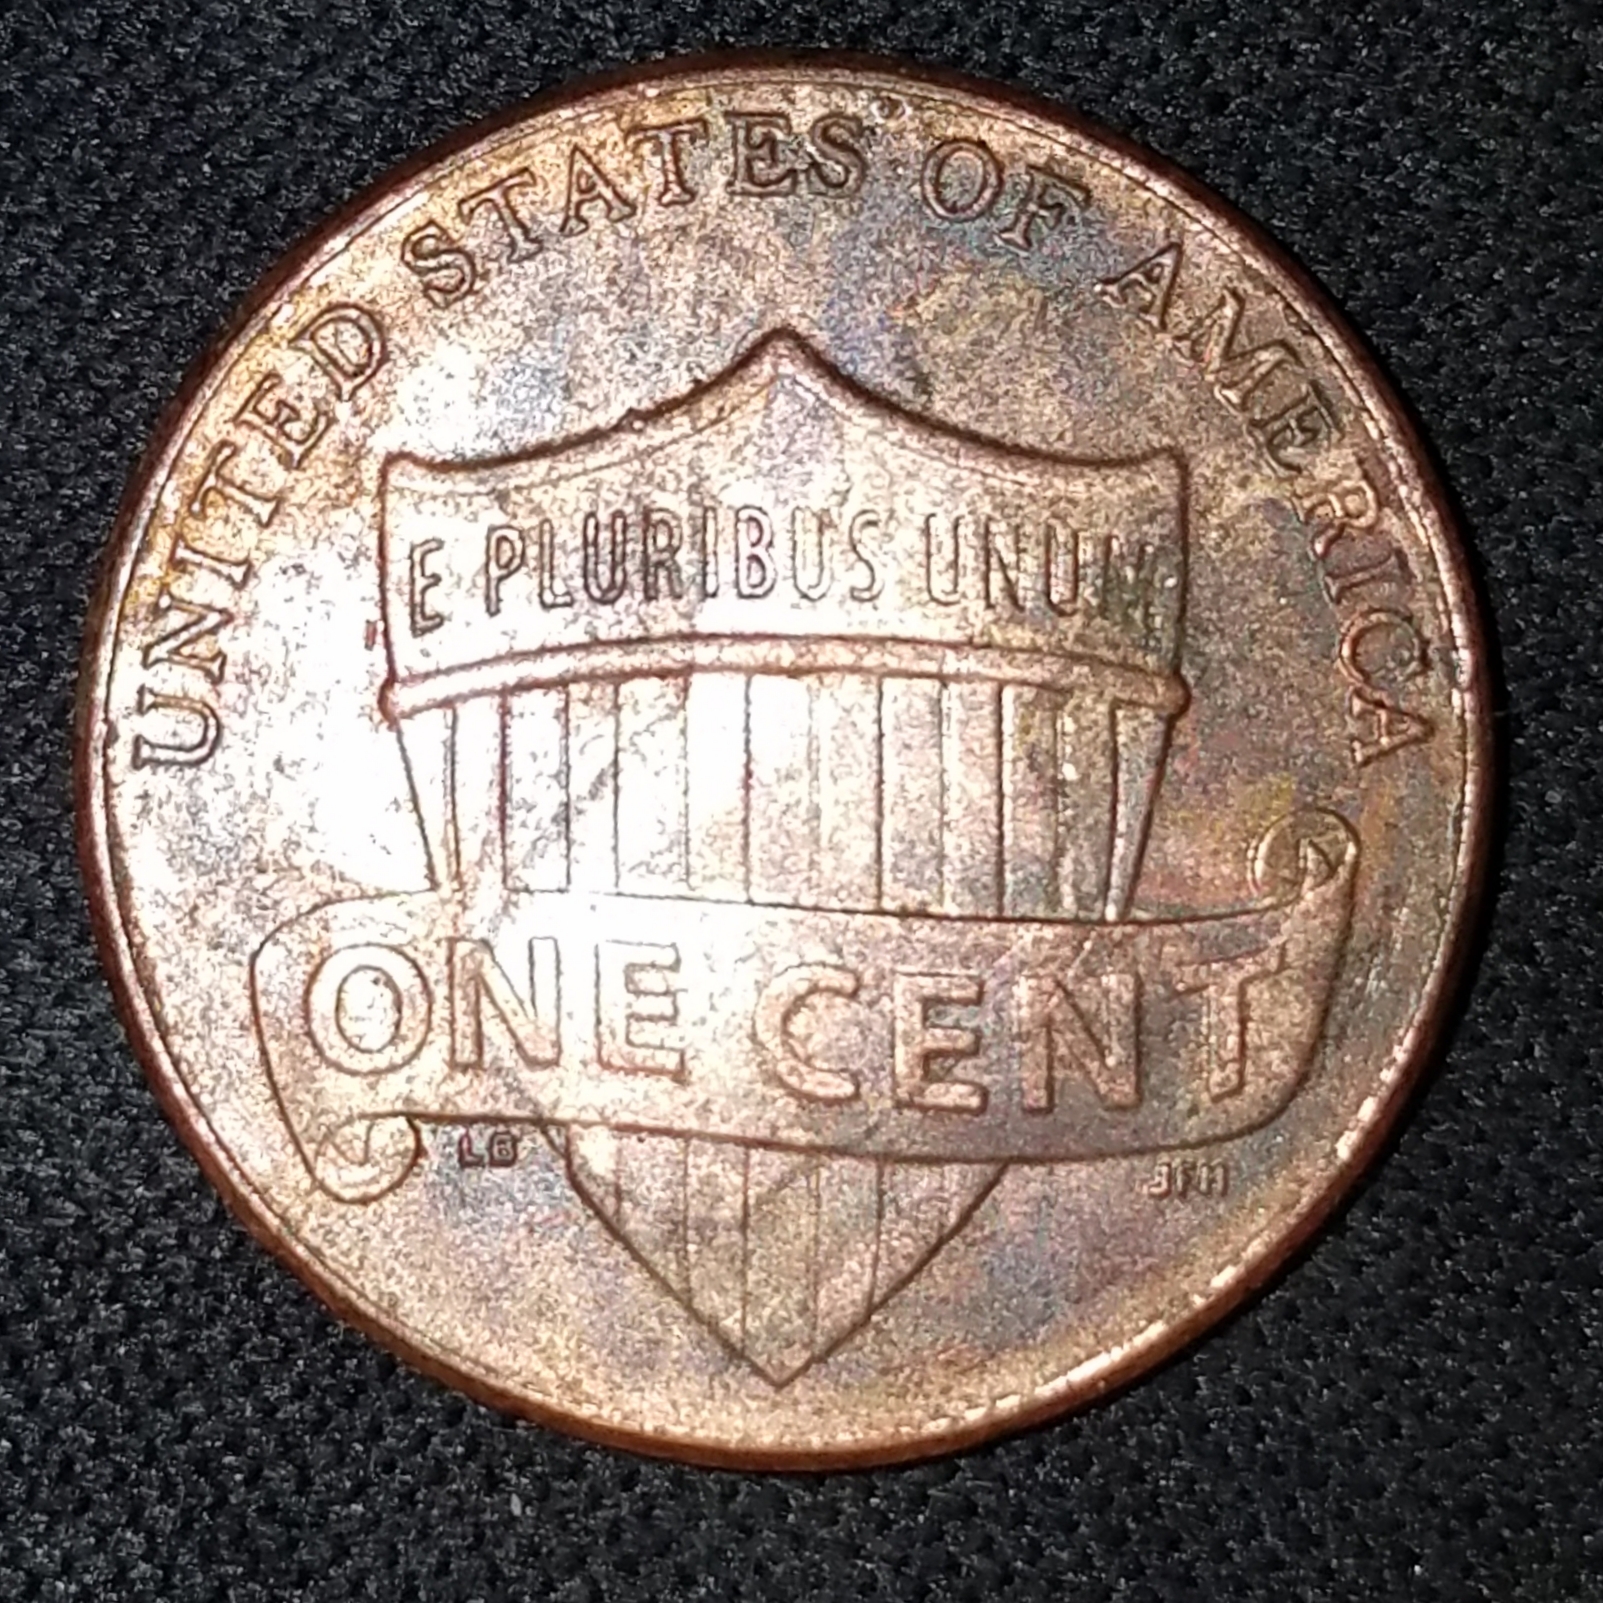 UNITED STATES OF AMERICA
E PLURIBUS UNUM
ONE CENT
LB
JFM